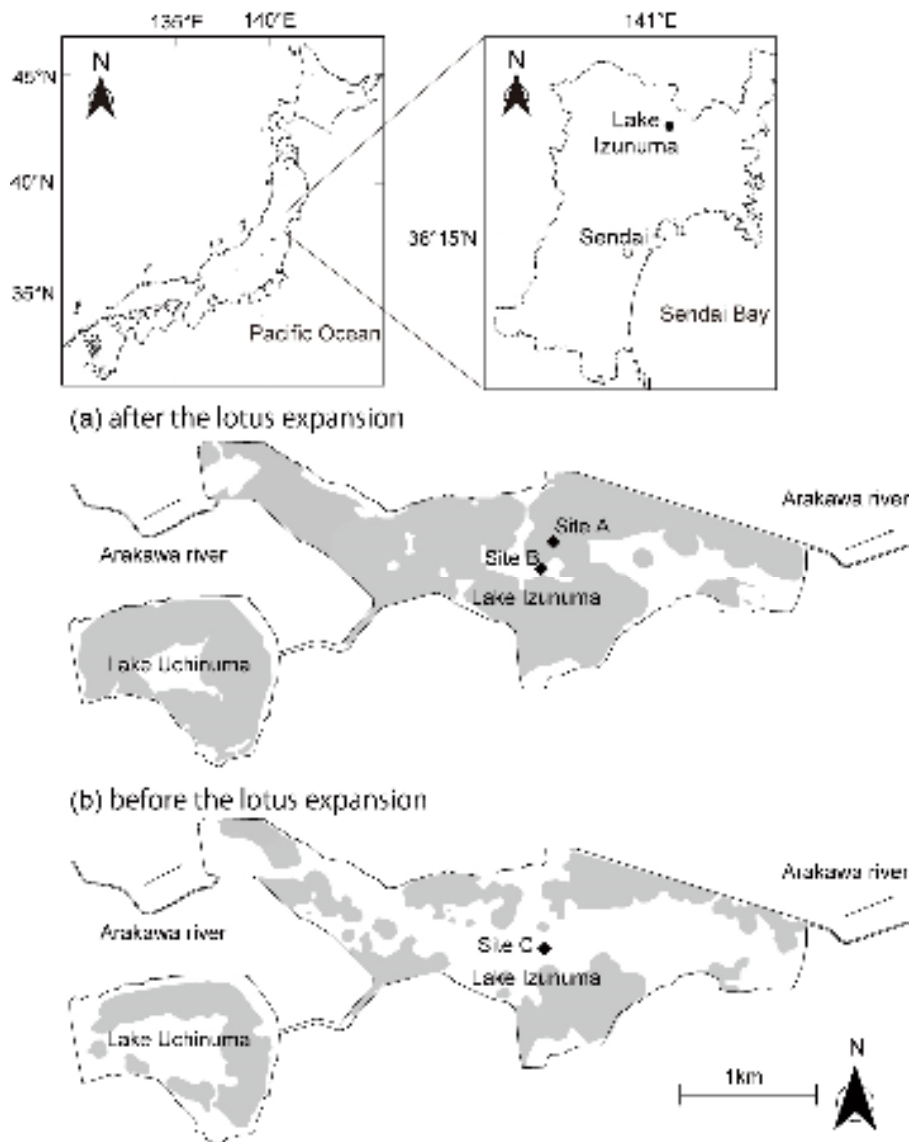 135°E
140°E
141°E
N
45°N
40°N
35°N
Pacific Ocean
N
Lake
Izunuma
36°15'N
Sendai
Sendai Bay
(a) after the lotus expansion
Arakawa river
Arakawa river
Site A
Site B
Lake Izunuma
Lake Uchinuma
(b) before the lotus expansion
Arakawa river
Arakawa river
Site C
Lake Izunuma
Lake Uchinuma
1km
N